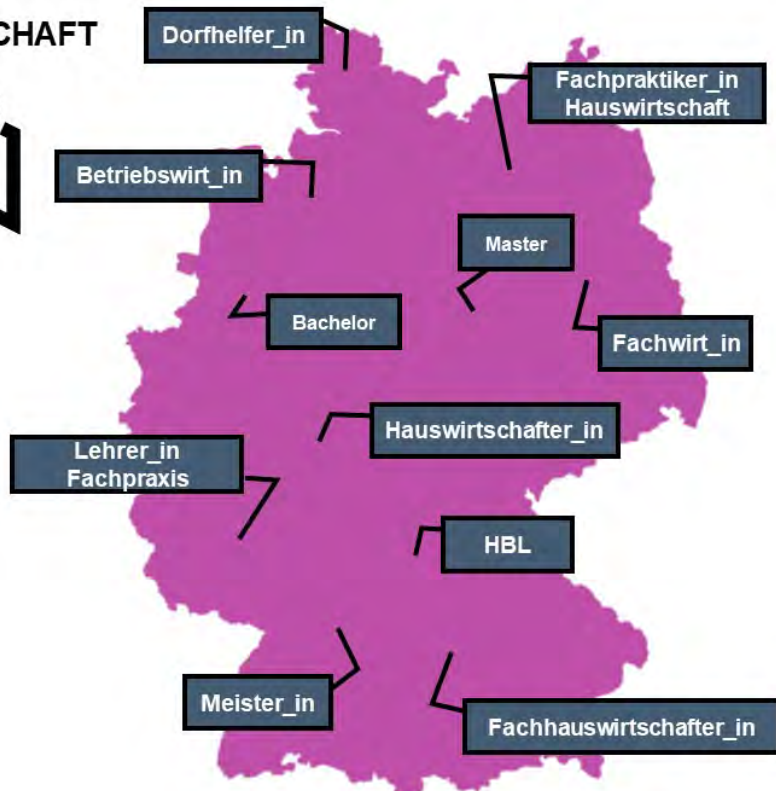 CHAFT
Dorfhelfer_in
Fachpraktiker_in
Hauswirtschaft
Betriebswirt_in
Master
Bachelor
Fachwirt_in
Hauswirtschafter_in
Lehrer_in
Fachpraxis
HBL
Meister_in
Fachhauswirtschafter_in